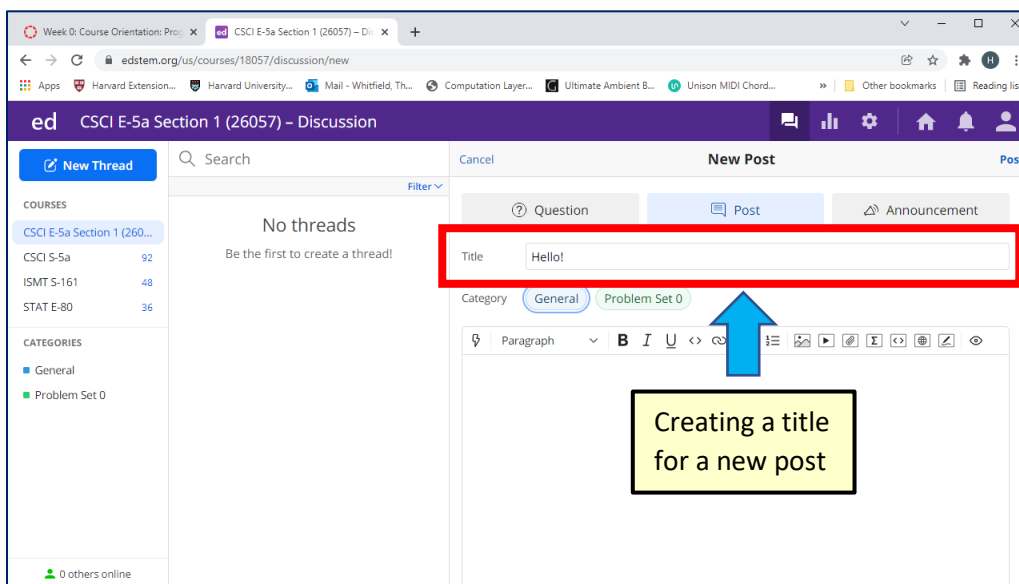 Week 0: Course Orientation: Prog
ed CSCI E-5a Section 1 (26057) – Dis
edstem.org/us/courses/18057/discussion/new
H
Apps Harvard Extension... Harvard University... Mail - Whitfield, Th... Computation Layer... Ultimate Ambient B... Unison MIDI Chord... » Other bookmarks Reading lis
ed CSCI E-5a Section 1 (26057) – Discussion
New Thread
COURSES
CSCI E-5a Section 1 (260...
CSCI S-5a 92
ISMT S-161 48
STAT E-80 36
CATEGORIES
General
Problem Set 0
0 others online
Search
Filter
No threads
Be the first to create a thread!
Cancel New Post Pos
Question Post Announcement
Title Hello!
Category General Problem Set 0
Paragraph B I U
Creating a title
for a new post